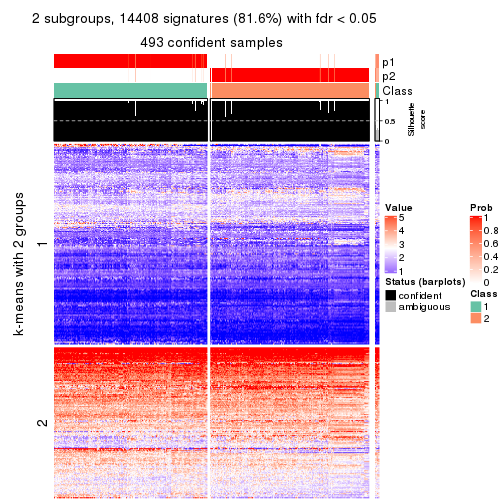 2 subgroups, 14408 signatures (81.6%) with fdr < 0.05
493 confident samples
p1
p2
Class
1
0.5
0
Silhouette
score
k-means with 2 groups
1
2
Value
5
4
3
2
1
Status (barplots)
confident
ambiguous
Prob
1
0.8
0.6
0.4
0.2
0
Class
1
2